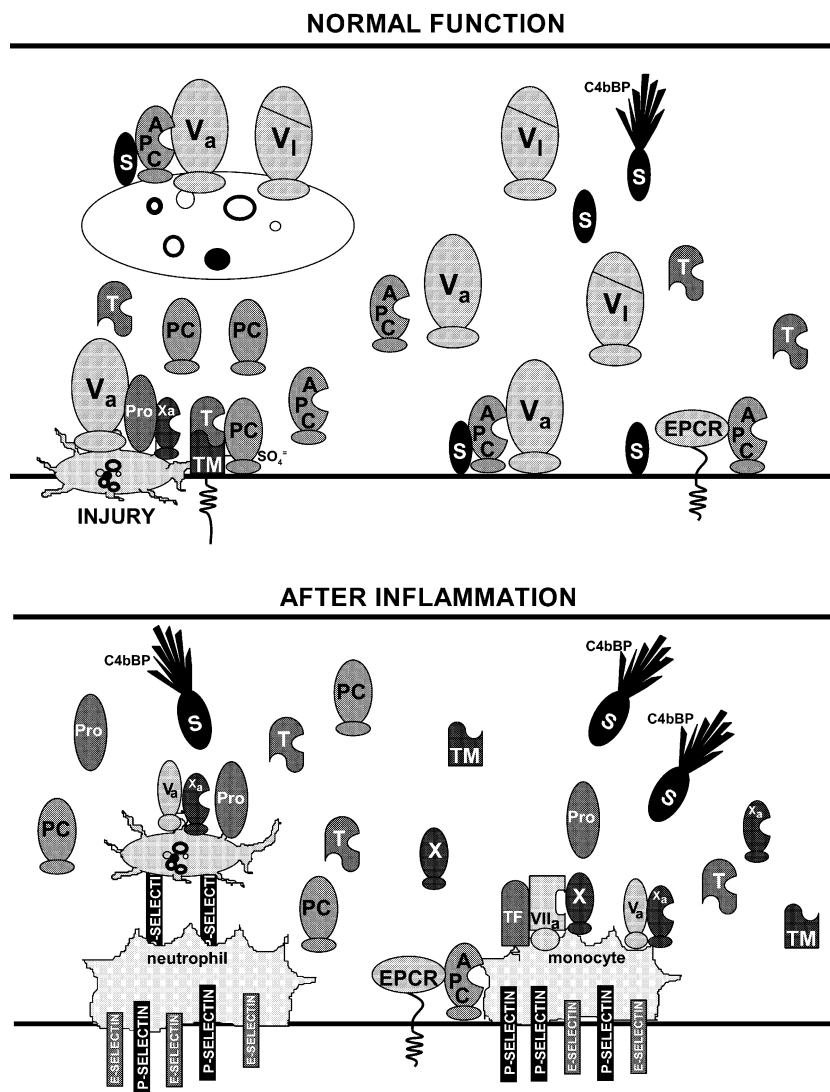 NORMAL FUNCTION
C4bBP
S
A
P
C
Va
VI
VI
S
S
T
T
PC
PC
A
P
C
Va
VI
T
Va
Pro
Xa
T
PC
A
P
C
TM
SO4=
S
A
P
C
Va
S
EPCR
A
P
C
INJURY
AFTER INFLAMMATION
C4bBP
S
C4bBP
S
C4bBP
S
PC
Pro
T
TM
Va
Xa
Pro
PC
T
X
Pro
Xa
T
PC
TF
VIIa
X
Va
Xa
TM
P-SELECTIN
P-SELECTIN
neutrophil
EPCR
A
P
C
monocyte
E-SELECTIN
P-SELECTIN
E-SELECTIN
P-SELECTIN
E-SELECTIN
P-SELECTIN
P-SELECTIN
E-SELECTIN
P-SELECTIN
E-SELECTIN